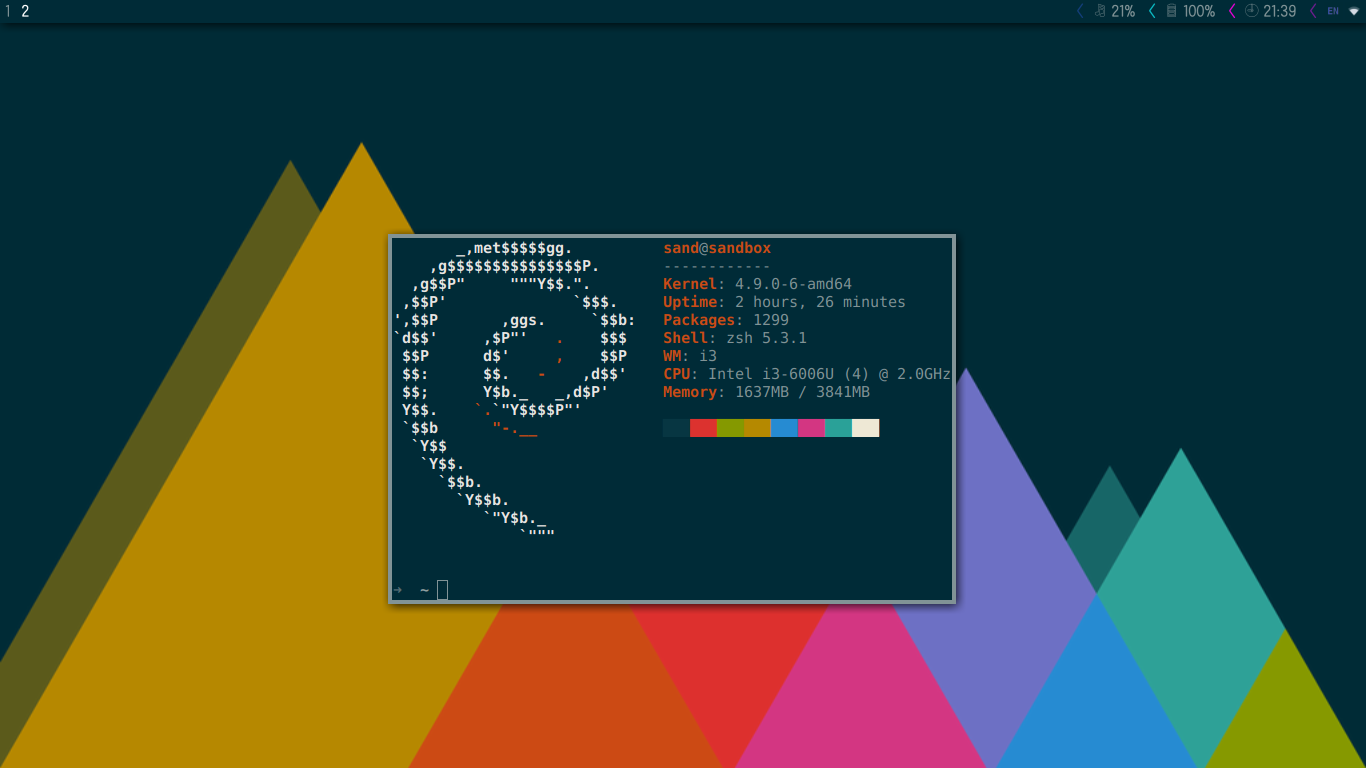 1 2 21% 100% 21:39 EN
_,met$$$$$gg. sand@sandbox
,g$$$$$$$$$$$$$$$P. ------------
,g$$P" """Y$$.". Kernel: 4.9.0-6-amd64
,$$P' `$$$. Uptime: 2 hours, 26 minutes
',$$P ,ggs. `$$b: Packages: 1299
`d$$' ,$P"' . $$$ Shell: zsh 5.3.1
$$P d$' , $$P WM: i3
$$: $$. - ,d$$' CPU: Intel i3-6006U (4) @ 2.0GHz
$$; Y$b._ _,d$P' Memory: 1637MB / 3841MB
Y$$. `.`"Y$$$$P"'
`$$b "-.__
`Y$$
`Y$$.
`$$b.
`Y$$b.
`"Y$b._
`"""
➜ ~